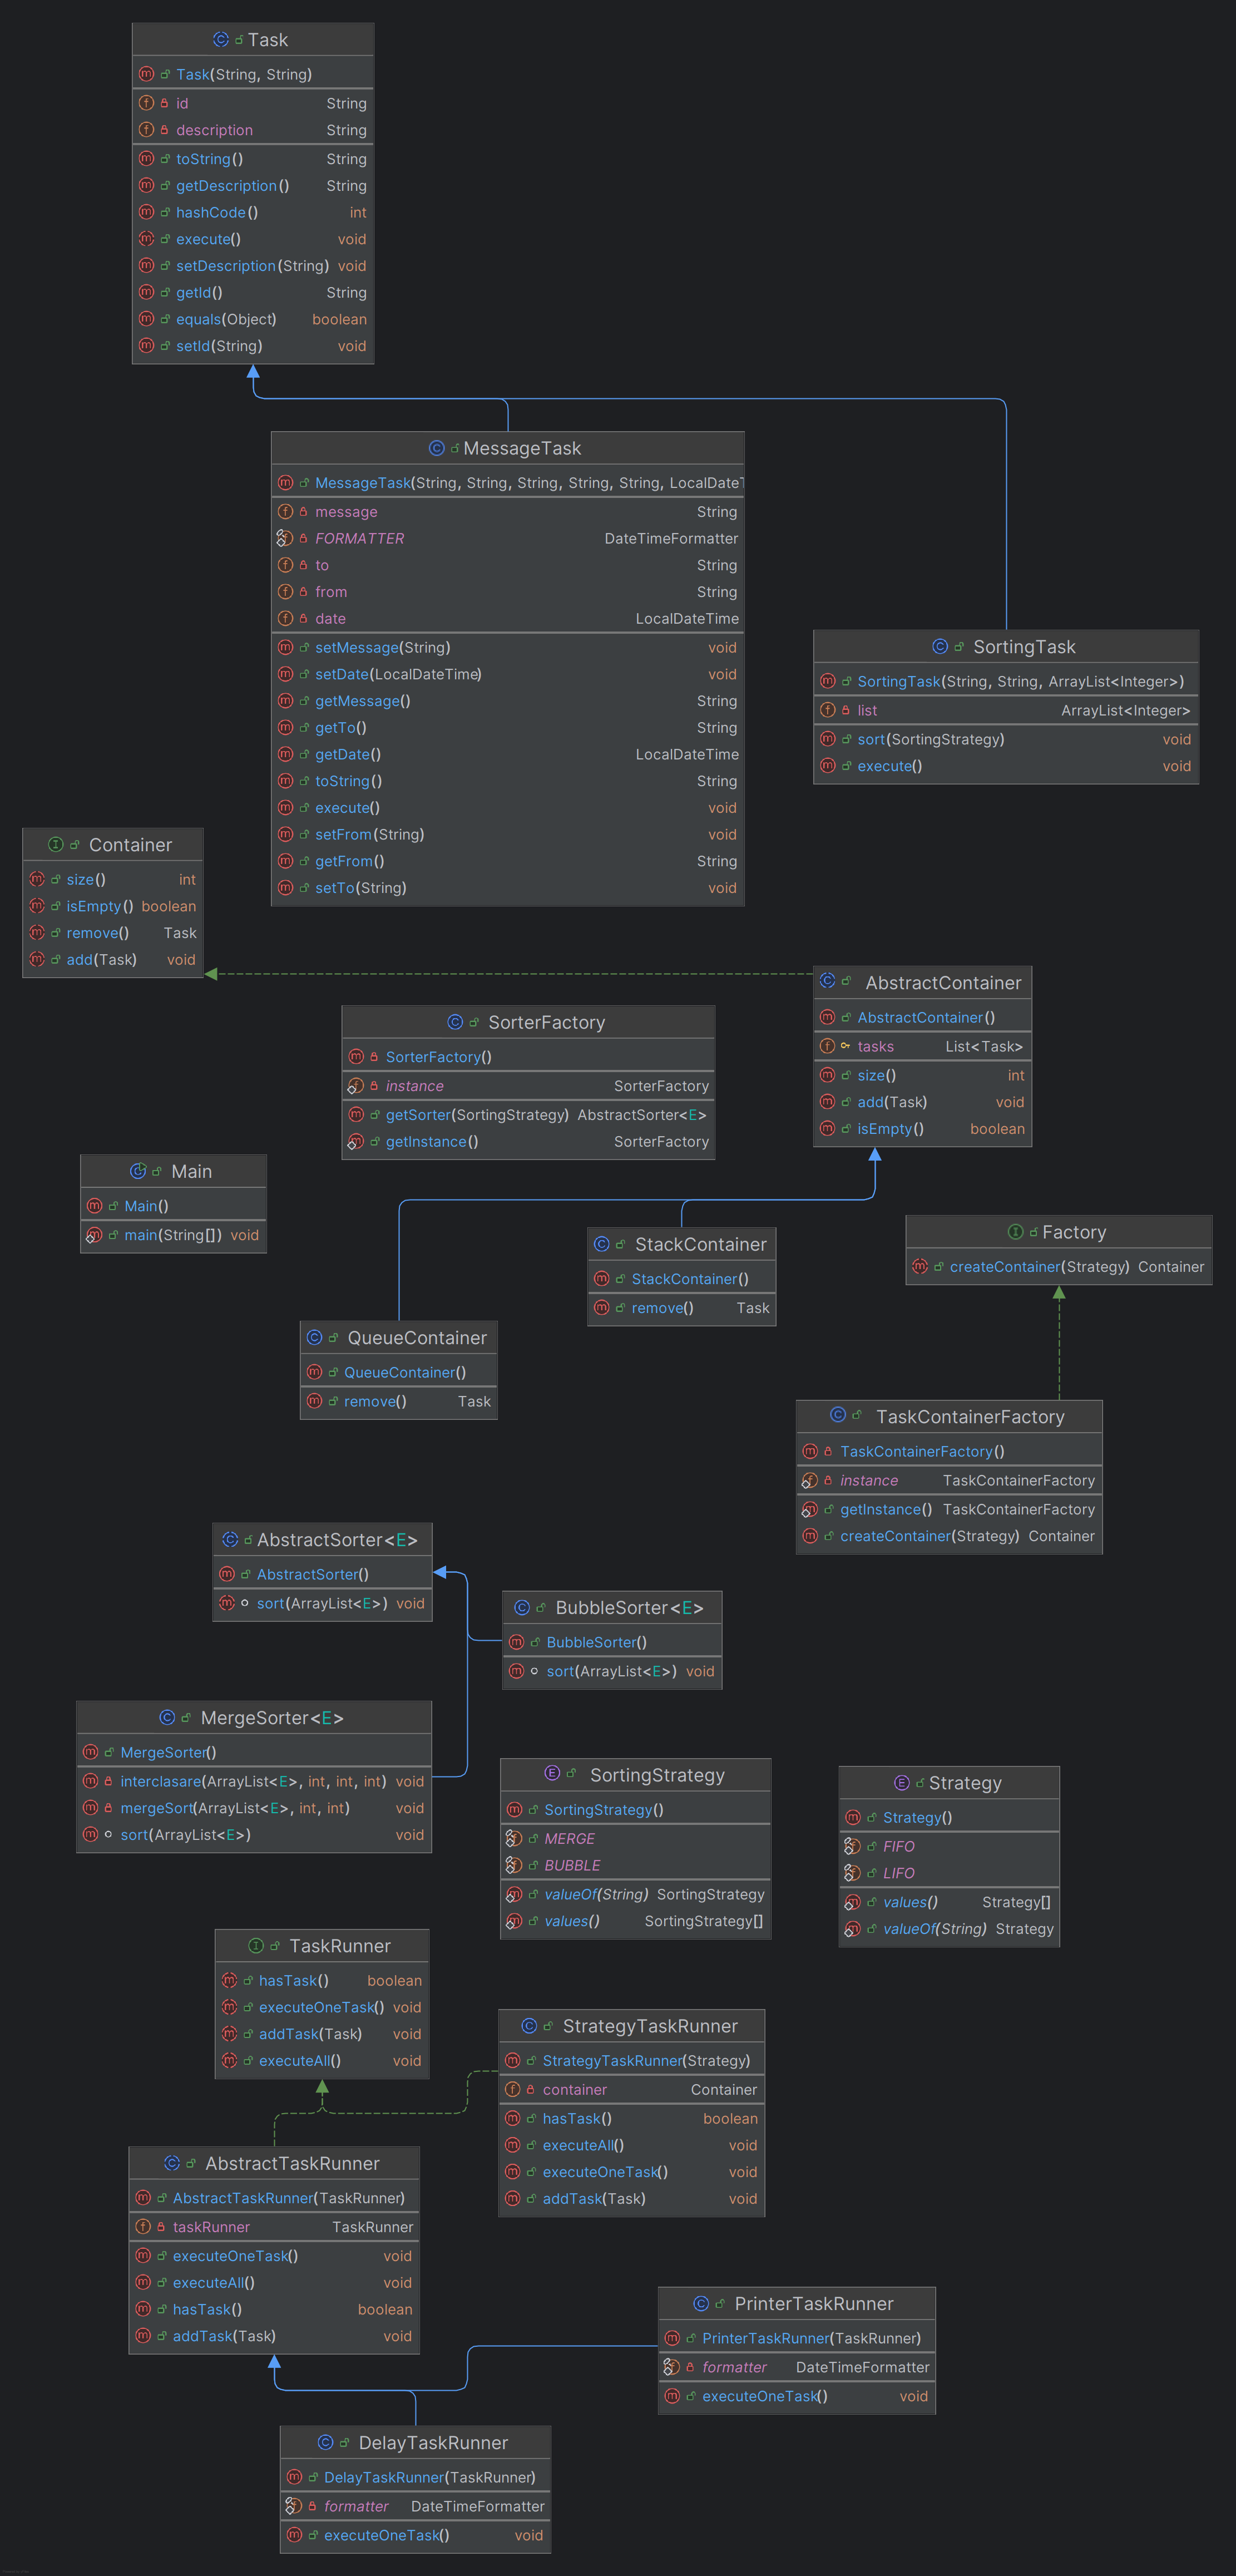 Task
Task(String, String)
id String
description String
toString() String
getDescription() String
hashCode() int
execute() void
setDescription(String) void
getId() String
equals(Object) boolean
setId(String) void
MessageTask
MessageTask(String, String, String, String, String, LocalDateT
message String
FORMATTER DateTimeFormatter
to String
from String
date LocalDateTime
setMessage(String) void
setDate(LocalDateTime) void
getMessage() String
getTo() String
getDate() LocalDateTime
toString() String
execute() void
setFrom(String) void
getFrom() String
setTo(String) void
SortingTask
SortingTask(String, String, ArrayList<Integer>)
list ArrayList<Integer>
sort(SortingStrategy) void
execute() void
Container
size() int
isEmpty() boolean
remove() Task
add(Task) void
AbstractContainer
AbstractContainer()
tasks List<Task>
size() int
add(Task) void
isEmpty() boolean
SorterFactory
SorterFactory()
instance SorterFactory
getSorter(SortingStrategy) AbstractSorter<E>
getInstance() SorterFactory
Main
Main()
main(String[]) void
StackContainer
StackContainer()
remove() Task
Factory
createContainer(Strategy) Container
QueueContainer
QueueContainer()
remove() Task
TaskContainerFactory
TaskContainerFactory()
instance TaskContainerFactory
getInstance() TaskContainerFactory
createContainer(Strategy) Container
AbstractSorter<E>
AbstractSorter()
sort(ArrayList<E>) void
BubbleSorter<E>
BubbleSorter()
sort(ArrayList<E>) void
MergeSorter<E>
MergeSorter()
interclasare(ArrayList<E>, int, int, int) void
mergeSort(ArrayList<E>, int, int) void
sort(ArrayList<E>) void
SortingStrategy
SortingStrategy()
MERGE
BUBBLE
valueOf(String) SortingStrategy
values() SortingStrategy[]
Strategy
Strategy()
FIFO
LIFO
values() Strategy[]
valueOf(String) Strategy
TaskRunner
hasTask() boolean
executeOneTask() void
addTask(Task) void
executeAll() void
StrategyTaskRunner
StrategyTaskRunner(Strategy)
container Container
hasTask() boolean
executeAll() void
executeOneTask() void
addTask(Task) void
AbstractTaskRunner
AbstractTaskRunner(TaskRunner)
taskRunner TaskRunner
executeOneTask() void
executeAll() void
hasTask() boolean
addTask(Task) void
PrinterTaskRunner
PrinterTaskRunner(TaskRunner)
formatter DateTimeFormatter
executeOneTask() void
DelayTaskRunner
DelayTaskRunner(TaskRunner)
formatter DateTimeFormatter
executeOneTask() void